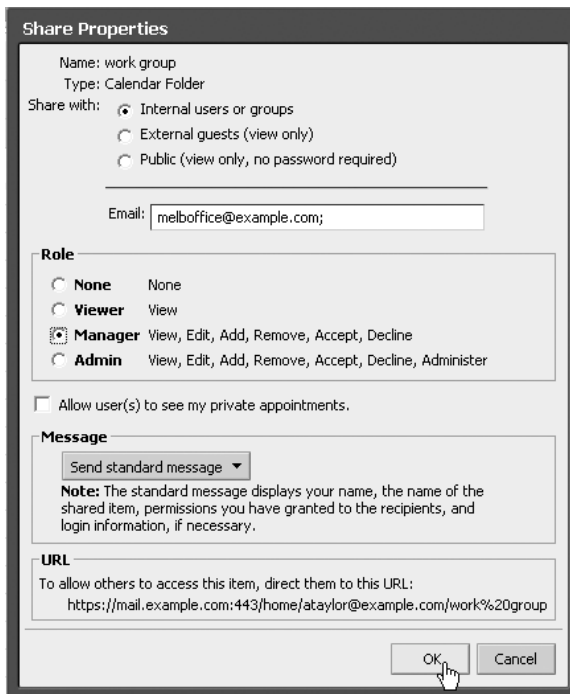 Share Properties
Name: work group
Type: Calendar Folder
Share with: Internal users or groups
External guests (view only)
Public (view only, no password required)
Email: melboffice@example.com;
Role
None None
Viewer View
Manager View, Edit, Add, Remove, Accept, Decline
Admin View, Edit, Add, Remove, Accept, Decline, Administer
Allow user(s) to see my private appointments.
Message
Send standard message
Note: The standard message displays your name, the name of the
shared item, permissions you have granted to the recipients, and
login information, if necessary.
URL
To allow others to access this item, direct them to this URL:
https://mail.example.com:443/home/ataylor@example.com/work%20group
OK Cancel